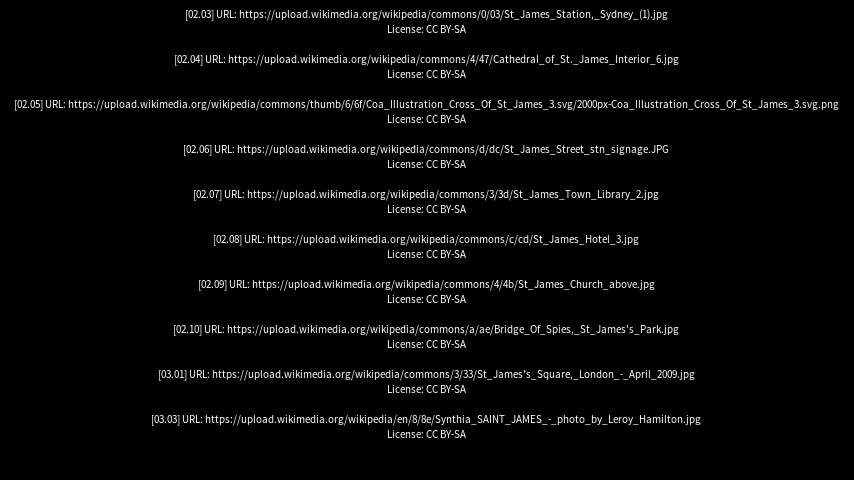 [02.03] URL: https://upload.wikimedia.org/wikipedia/commons/0/03/St_James_Station,_Sydney_(1).jpg
License: CC BY-SA
[02.04] URL: https://upload.wikimedia.org/wikipedia/commons/4/47/Cathedral_of_St._James_Interior_6.jpg
License: CC BY-SA
[02.05] URL: https://upload.wikimedia.org/wikipedia/commons/thumb/6/6f/Coa_Illustration_Cross_Of_St_James_3.svg/2000px-Coa_Illustration_Cross_Of_St_James_3.svg.png
License: CC BY-SA
[02.06] URL: https://upload.wikimedia.org/wikipedia/commons/d/dc/St_James_Street_stn_signage.JPG
License: CC BY-SA
[02.07] URL: https://upload.wikimedia.org/wikipedia/commons/3/3d/St_James_Town_Library_2.jpg
License: CC BY-SA
[02.08] URL: https://upload.wikimedia.org/wikipedia/commons/c/cd/St_James_Hotel_3.jpg
License: CC BY-SA
[02.09] URL: https://upload.wikimedia.org/wikipedia/commons/4/4b/St_James_Church_above.jpg
License: CC BY-SA
[02.10] URL: https://upload.wikimedia.org/wikipedia/commons/a/ae/Bridge_Of_Spies,_St_James's_Park.jpg
License: CC BY-SA
[03.01] URL: https://upload.wikimedia.org/wikipedia/commons/3/33/St_James's_Square,_London_-_April_2009.jpg
License: CC BY-SA
[03.03] URL: https://upload.wikimedia.org/wikipedia/en/8/8e/Synthia_SAINT_JAMES_-_photo_by_Leroy_Hamilton.jpg
License: CC BY-SA